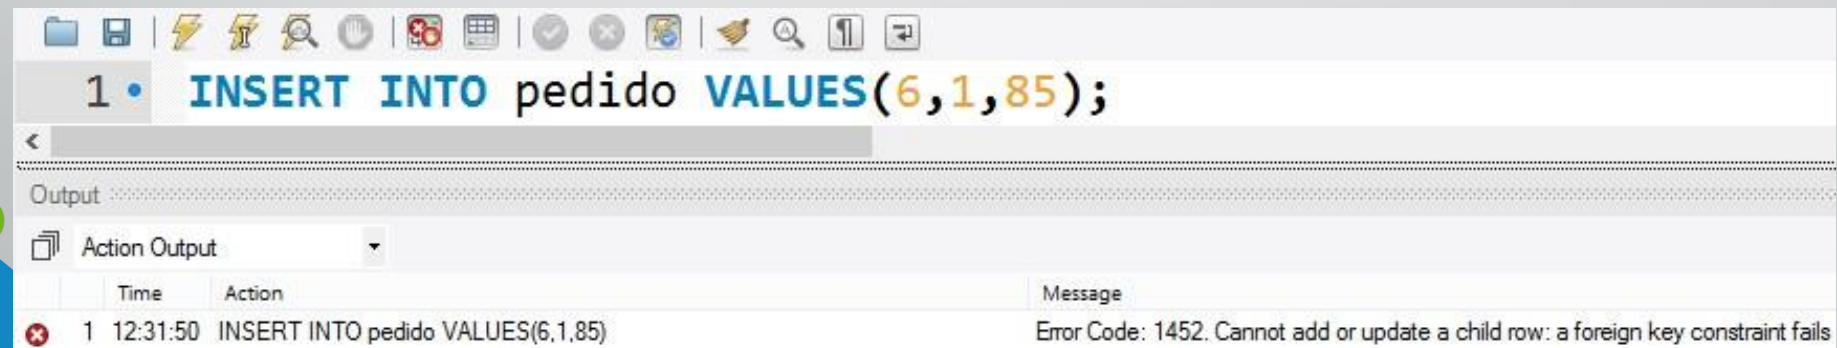 1 INSERT INTO pedido VALUES(6,1,85);
Output
Action Output
Time Action Message
1 12:31:50 INSERT INTO pedido VALUES(6,1,85) Error Code: 1452. Cannot add or update a child row: a foreign key constraint fails